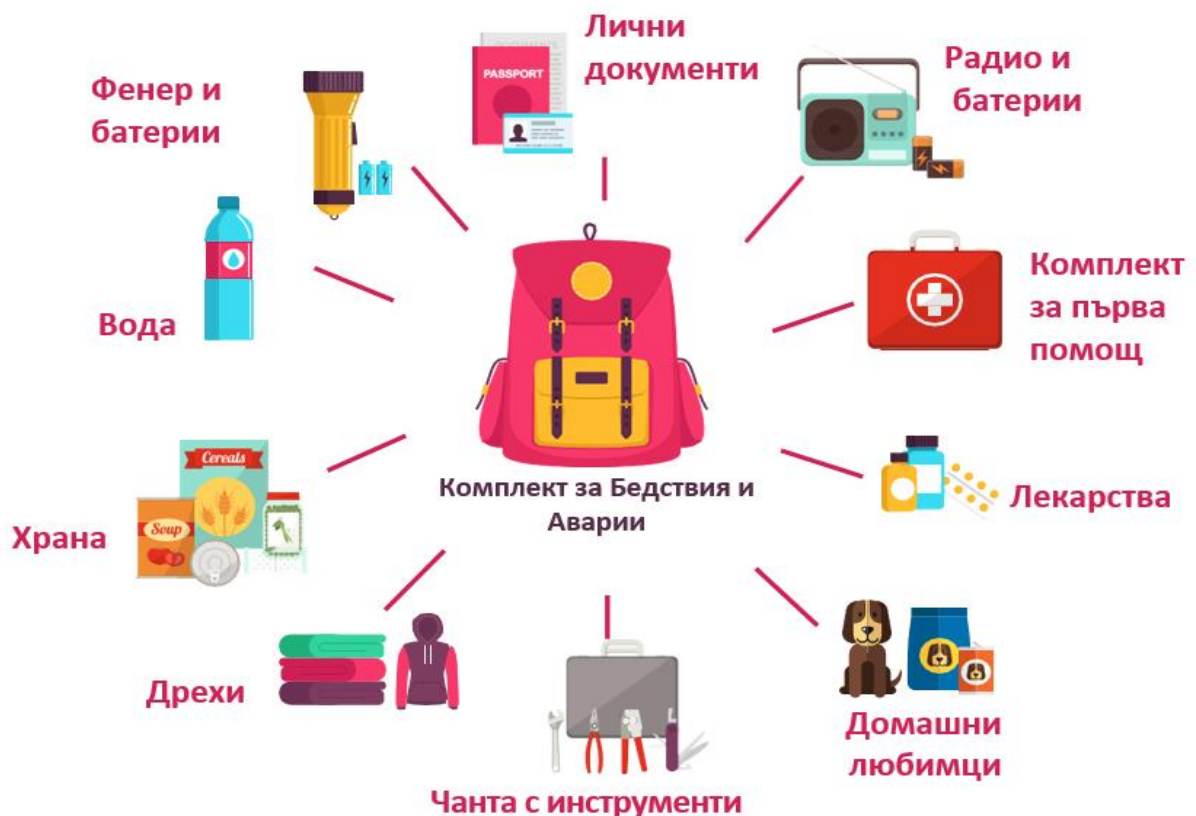 Лични
документи
PASSPORT
Радио и
батерии
Фенер и
батерии
Комплект
за първа
помощ
Вода
Комплект за Бедствия и
Аварии
Cereals
Soup
Храна
Лекарства
Дрехи
Домашни
любимци
Чанта с инструменти